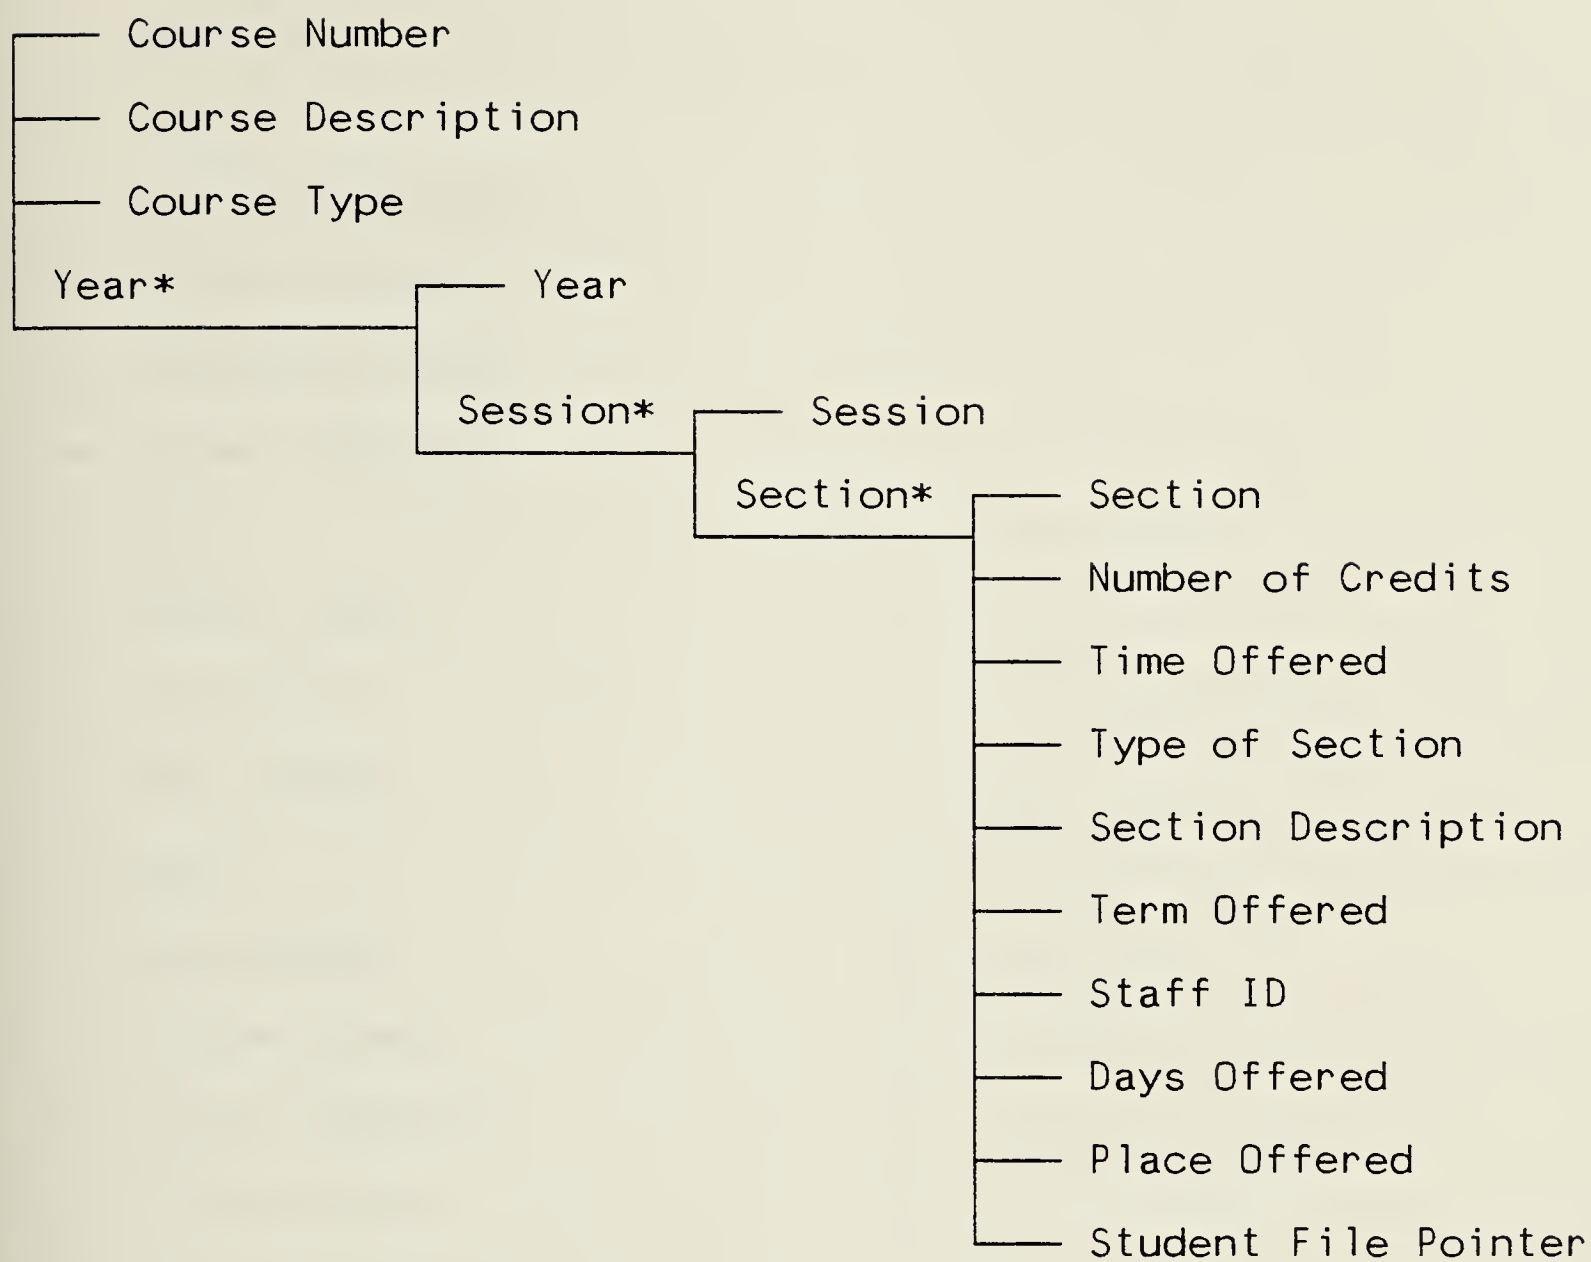 Course Number
Course Description
Course Type
Year* Year
Session* Session
Section* Section
Number of Credits
Time Offered
Type of Section
Section Description
Term Offered
Staff ID
Days Offered
Place Offered
Student File Pointer